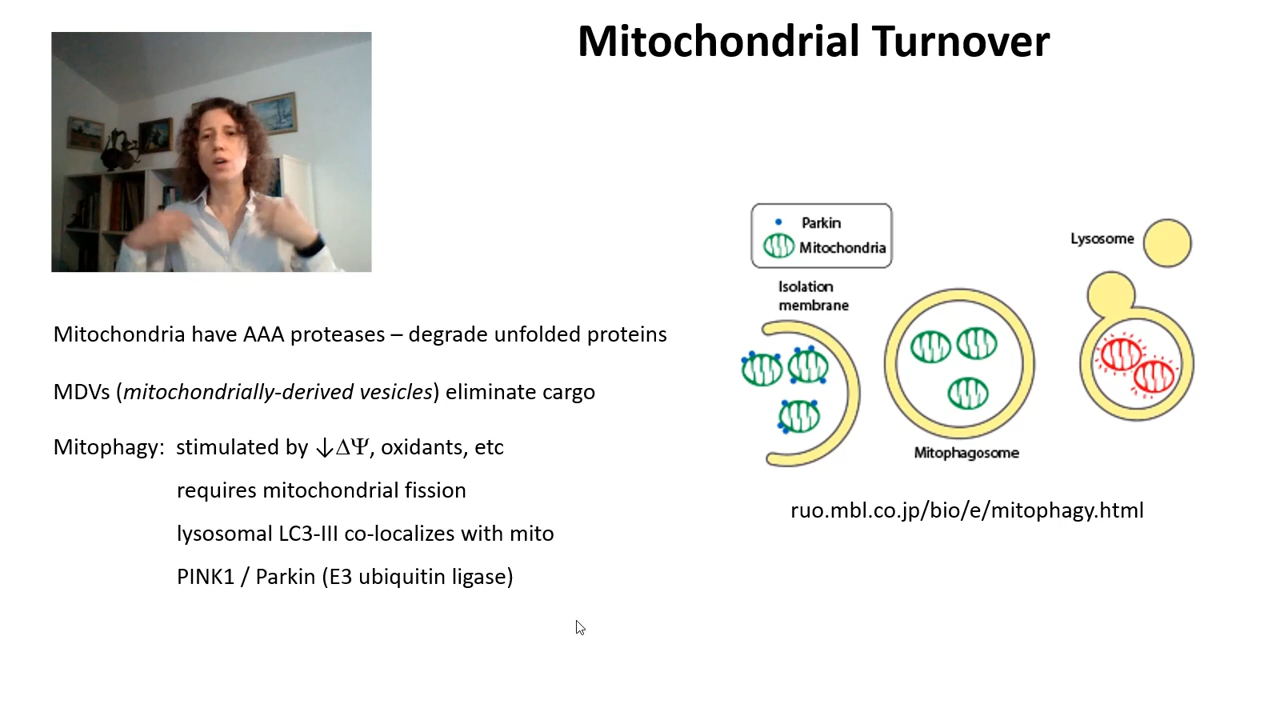 Mitochondrial Turnover
Parkin
Mitochondria
Lysosome
Isolation
membrane
Mitochondria have AAA proteases – degrade unfolded proteins
MDVs (mitochondrially-derived vesicles) eliminate cargo
Mitophagy: stimulated by ↓ΔΨ, oxidants, etc
requires mitochondrial fission
lysosomal LC3-III co-localizes with mito
PINK1 / Parkin (E3 ubiquitin ligase)
Mitophagosome
ruo.mbl.co.jp/bio/e/mitophagy.html